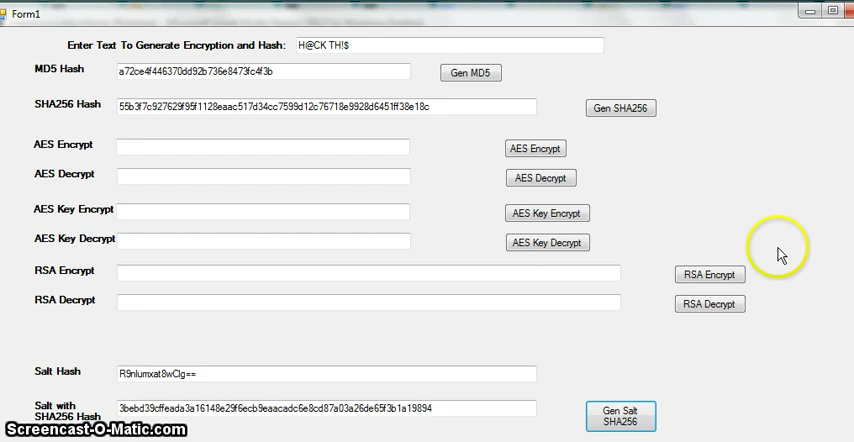 Form1
Enter Text To Generate Encryption and Hash: H@CK TH!$
MD5 Hash a72ce4f446370dd92b736e8473fc4f3b Gen MD5
SHA256 Hash 55b3f7c927629f95f1128eaac517d34cc7599d12c76718e9928d6451ff38e18c Gen SHA256
AES Encrypt AES Encrypt
AES Decrypt AES Decrypt
AES Key Encrypt AES Key Encrypt
AES Key Decrypt AES Key Decrypt
RSA Encrypt RSA Encrypt
RSA Decrypt RSA Decrypt
Salt Hash R9nlumxat8wClg==
Salt with SHA256 Hash 3bebd39cffeada3a16148e29f6ecb9eaacadc6e8cd87a03a26de65f3b1a19894 Gen Salt SHA256
Screencast-O-Matic.com